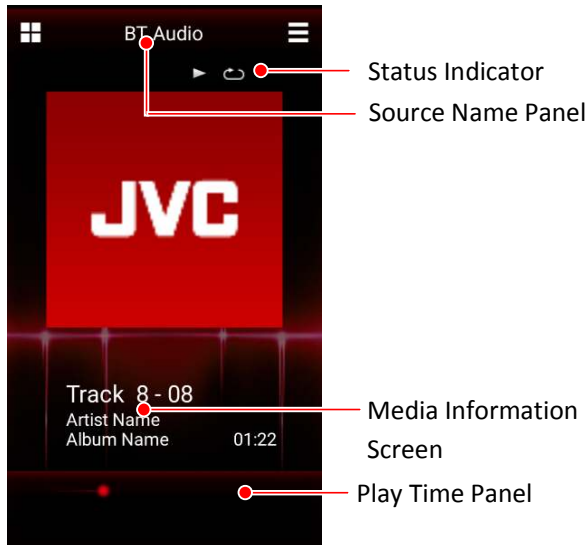 BT Audio
Status Indicator
Source Name Panel
JVC
Track 8 - 08
Artist Name
Album Name 01:22
Media Information
Screen
Play Time Panel